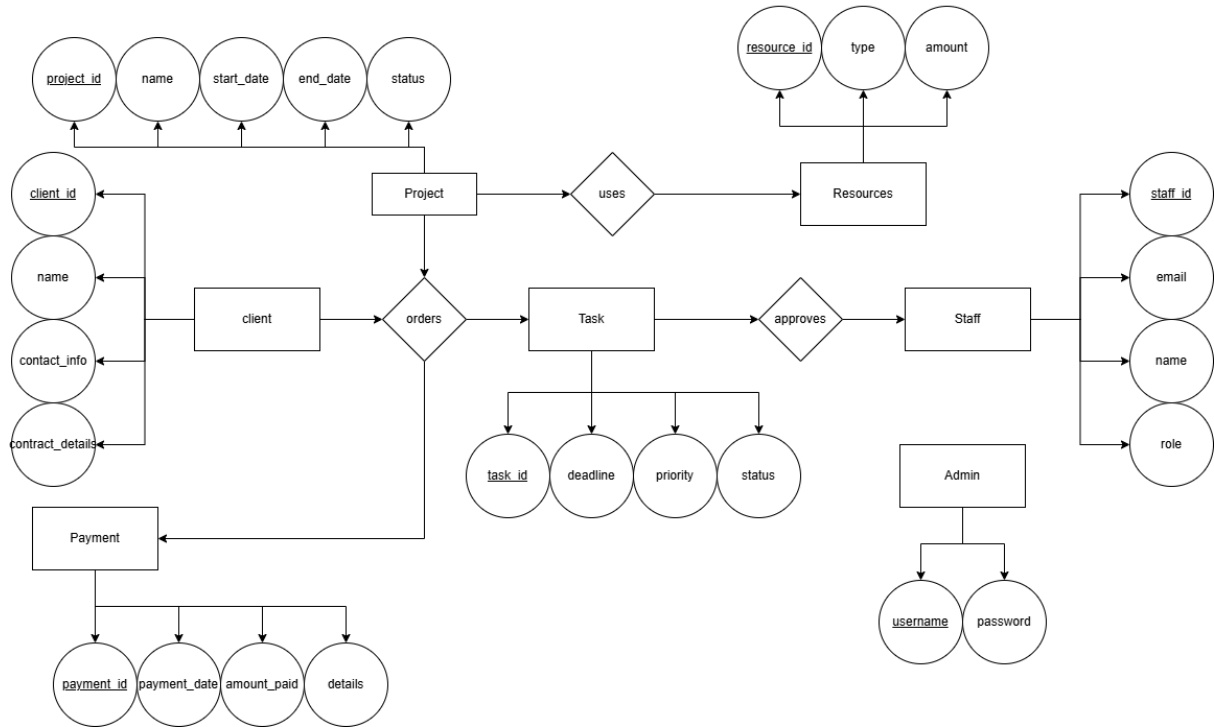 resource_id
type
amount
project_id
name
start_date
end_date
status
client_id
Project
uses
Resources
staff_id
name
email
client
orders
Task
approves
Staff
contact_info
name
contract_details
role
task_id
deadline
priority
status
Admin
Payment
username
password
payment_id
payment_date
amount_paid
details